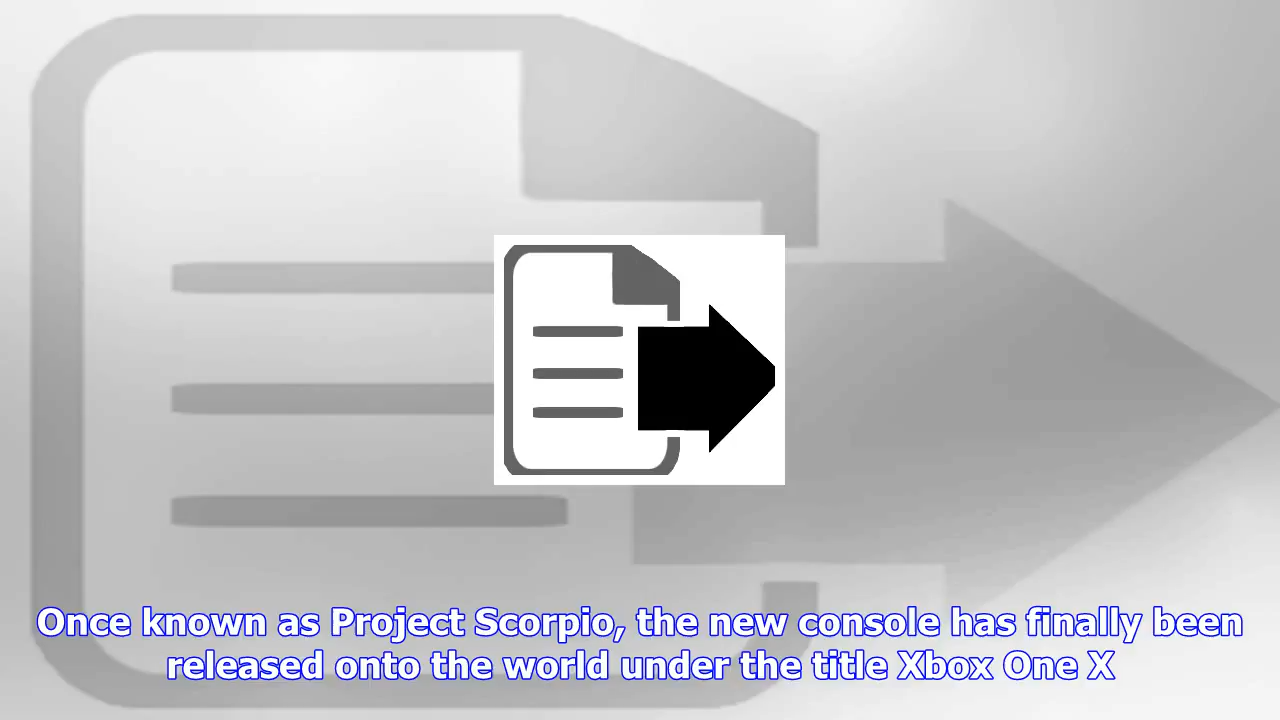 Once known as Project Scorpio, the new console has finally been
released onto the world under the title Xbox One X